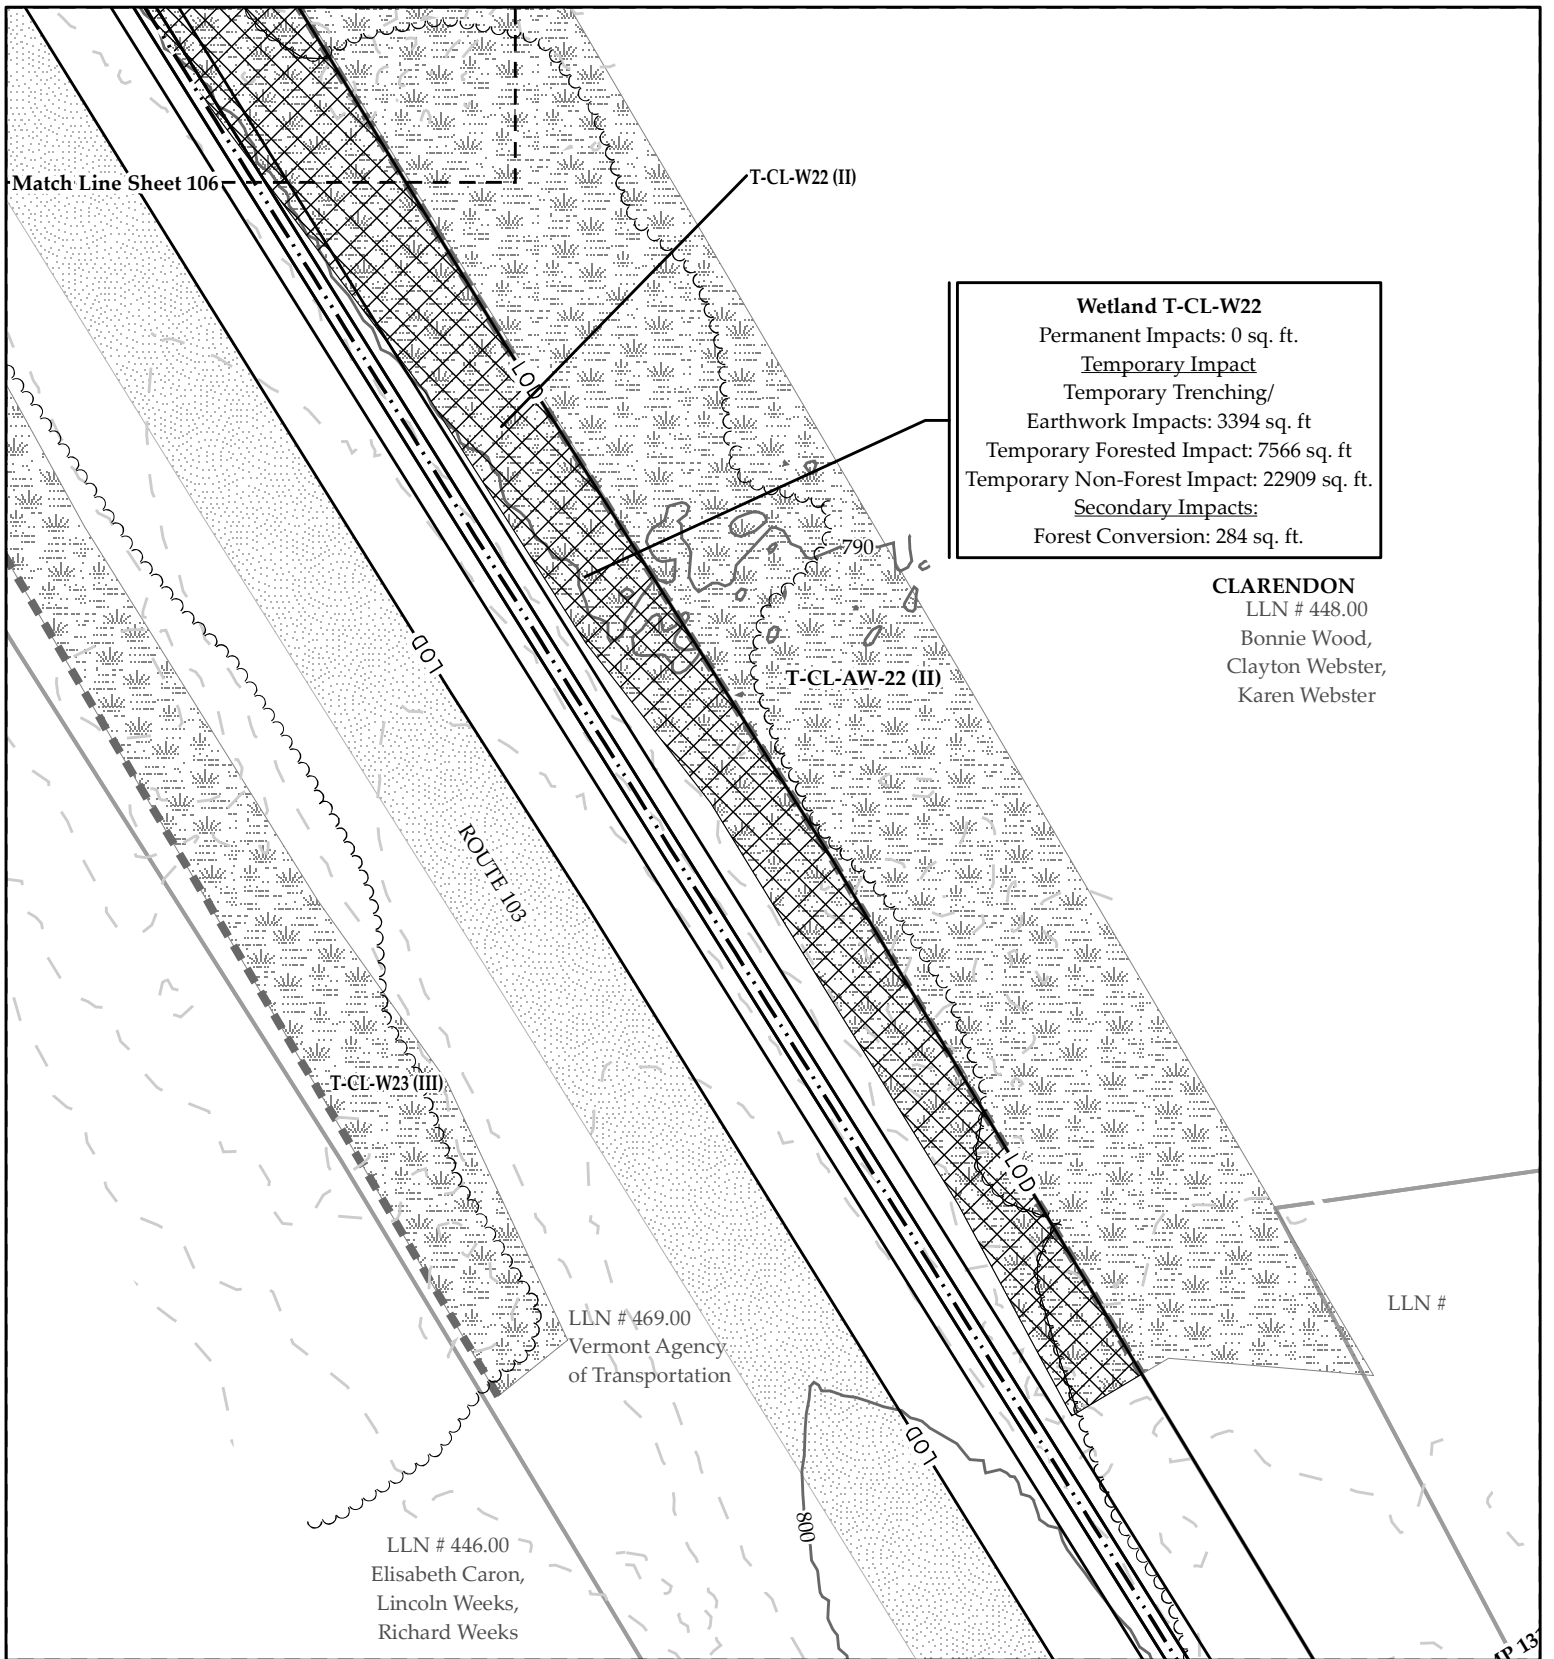 Match Line Sheet 106
T-CL-W22 (II)
Wetland T-CL-W22
Permanent Impacts: 0 sq. ft.
Temporary Impact
Temporary Trenching/
Earthwork Impacts: 3394 sq. ft
Temporary Forested Impact: 7566 sq. ft
Temporary Non-Forest Impact: 22909 sq. ft.
Secondary Impacts:
Forest Conversion: 284 sq. ft.
LOD
790
CLARENDON
LLN # 448.00
Bonnie Wood,
Clayton Webster,
Karen Webster
LOD
T-CL-AW-22 (II)
ROUTE 103
T-CL-W23 (III)
LOD
LLN # 469.00
Vermont Agency
of Transportation
LLN #
LOD
800
LLN # 446.00
Elisabeth Caron,
Lincoln Weeks,
Richard Weeks